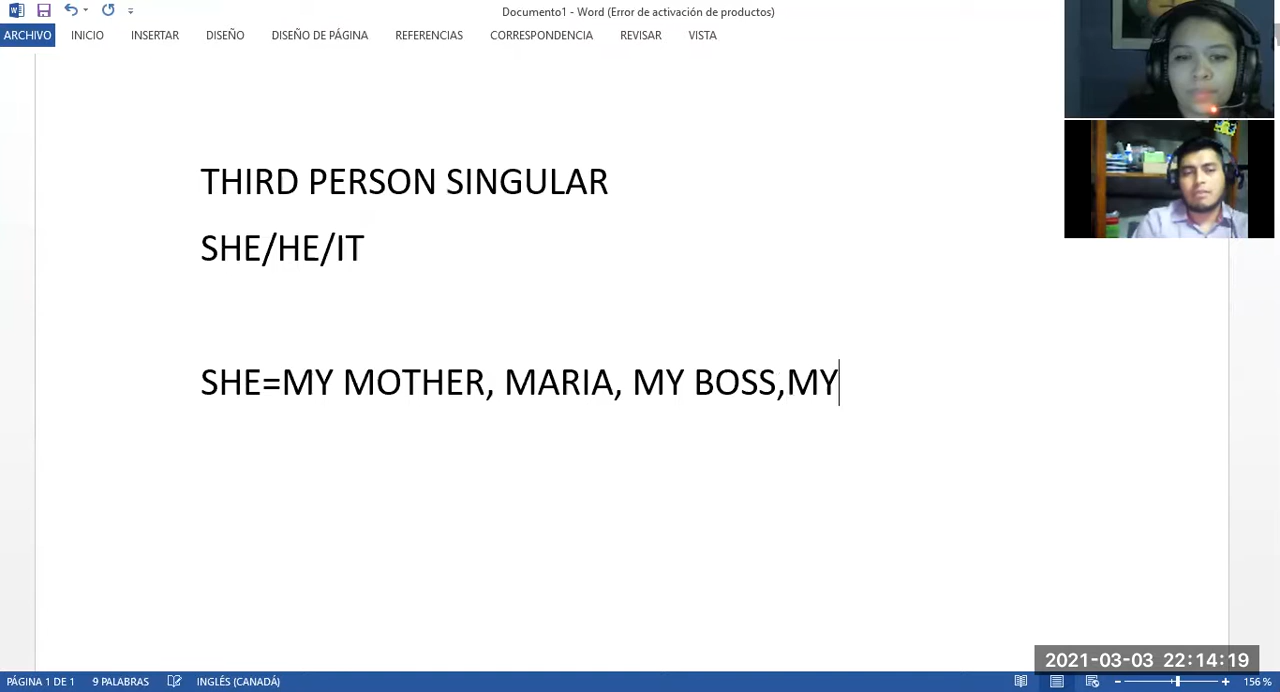 Documento1 - Word (Error de activación de productos)
ARCHIVO INICIO INSERTAR DISEÑO DISEÑO DE PÁGINA REFERENCIAS CORRESPONDENCIA REVISAR VISTA
THIRD PERSON SINGULAR
SHE/HE/IT
SHE=MY MOTHER, MARIA, MY BOSS,MY
2021-03-03 22:14:19
PÁGINA 1 DE 1 9 PALABRAS INGLÉS (CANADÁ) 156 %